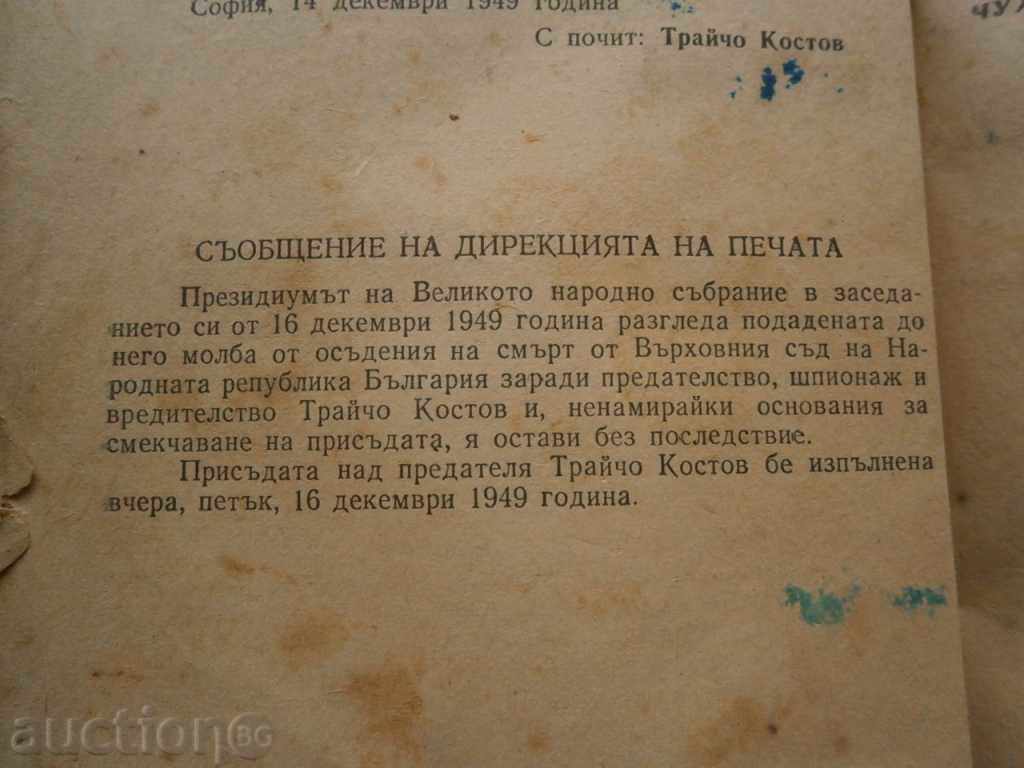 София, 14 декември 1949 година
С почит: Трайчо Костов
СЪОБЩЕНИЕ НА ДИРЕКЦИЯТА НА ПЕЧАТА
Президиумът на Великото народно събрание в заседа-
нието си от 16 декември 1949 година разгледа подадената до
него молба от осъдения на смърт от Върховния съд на На-
родната република България заради предателство, шпионаж и
вредителство Трайчо Костов и, ненамирайки основания за
смекчаване на присъдата, я остави без последствие.
Присъдата над предателя Трайчо Костов бе изпълнена
вчера, петък, 16 декември 1949 година.
auction BG